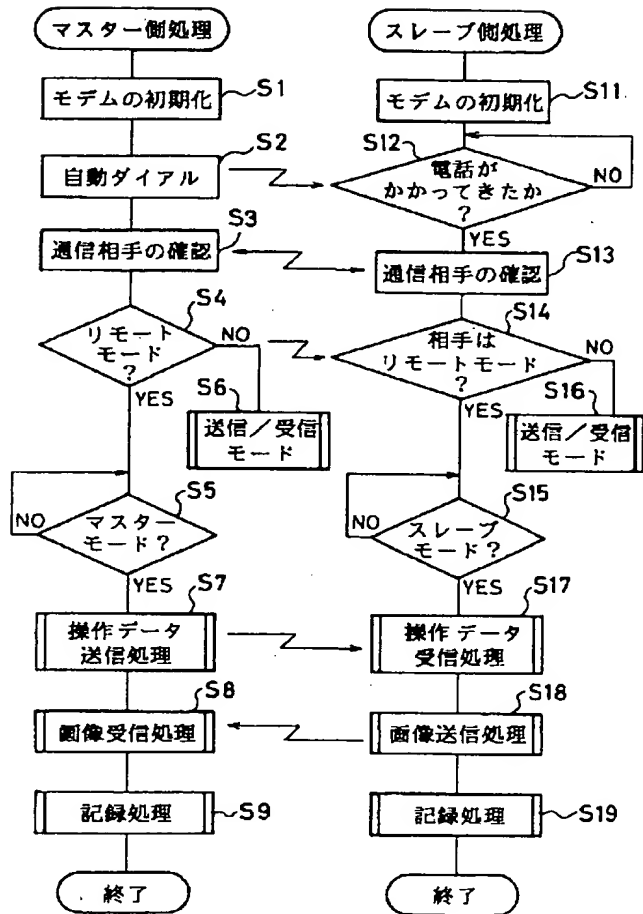 マスター側処理
モデムの初期化
S1
自動ダイアル
S2
通信相手の確認
S3
リモート
モード
?
S4
NO
YES
送信／受信
モード
S6
マスター
モード?
S5
NO
YES
操作データ
送信処理
S7
画像受信処理
S8
記録処理
S9
終了
スレーブ側処理
モデムの初期化
S11
電話が
かかってきたか
?
S12
NO
YES
通信相手の確認
S13
相手は
リモートモード
?
S14
NO
YES
送信／受信
モード
S16
スレーブ
モード?
S15
NO
YES
操作データ
受信処理
S17
画像送信処理
S18
記録処理
S19
終了